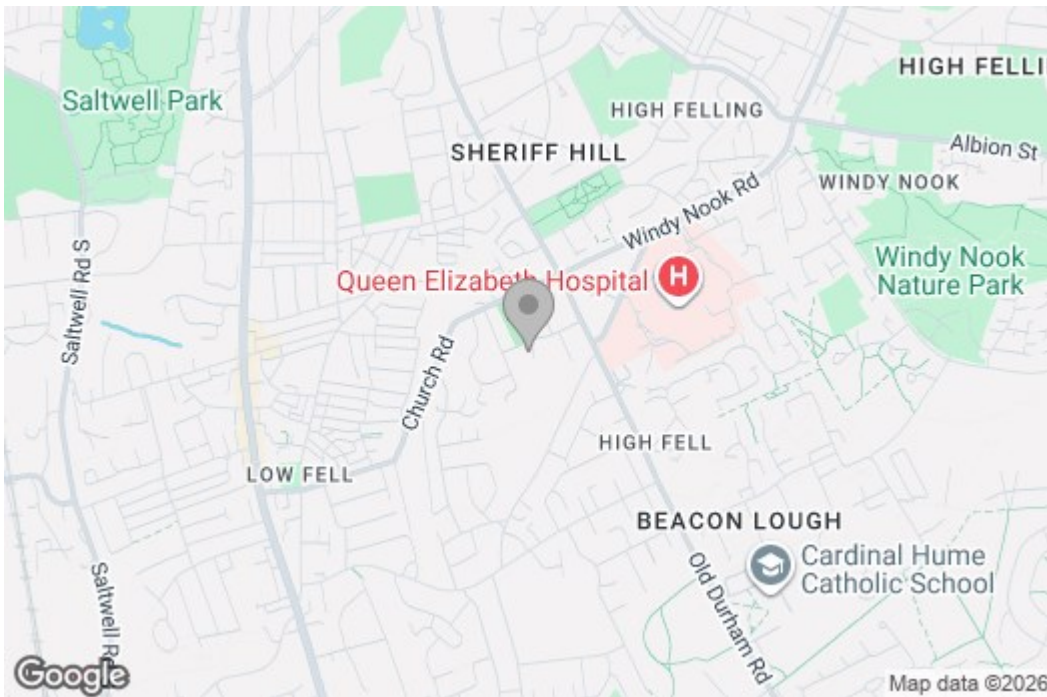 HIGH FELLI
Saltwell Park
HIGH FELLING
SHERIFF HILL
Albion St
WINDY NOOK
Windy Nook Rd
Saltwell Rd S
Queen Elizabeth Hospital
H
Windy Nook
Nature Park
Church Rd
HIGH FELL
LOW FELL
BEACON LOUGH
Cardinal Hume
Catholic School
Old Durham Rd
Saltwell Rd
Google
Map data ©2026